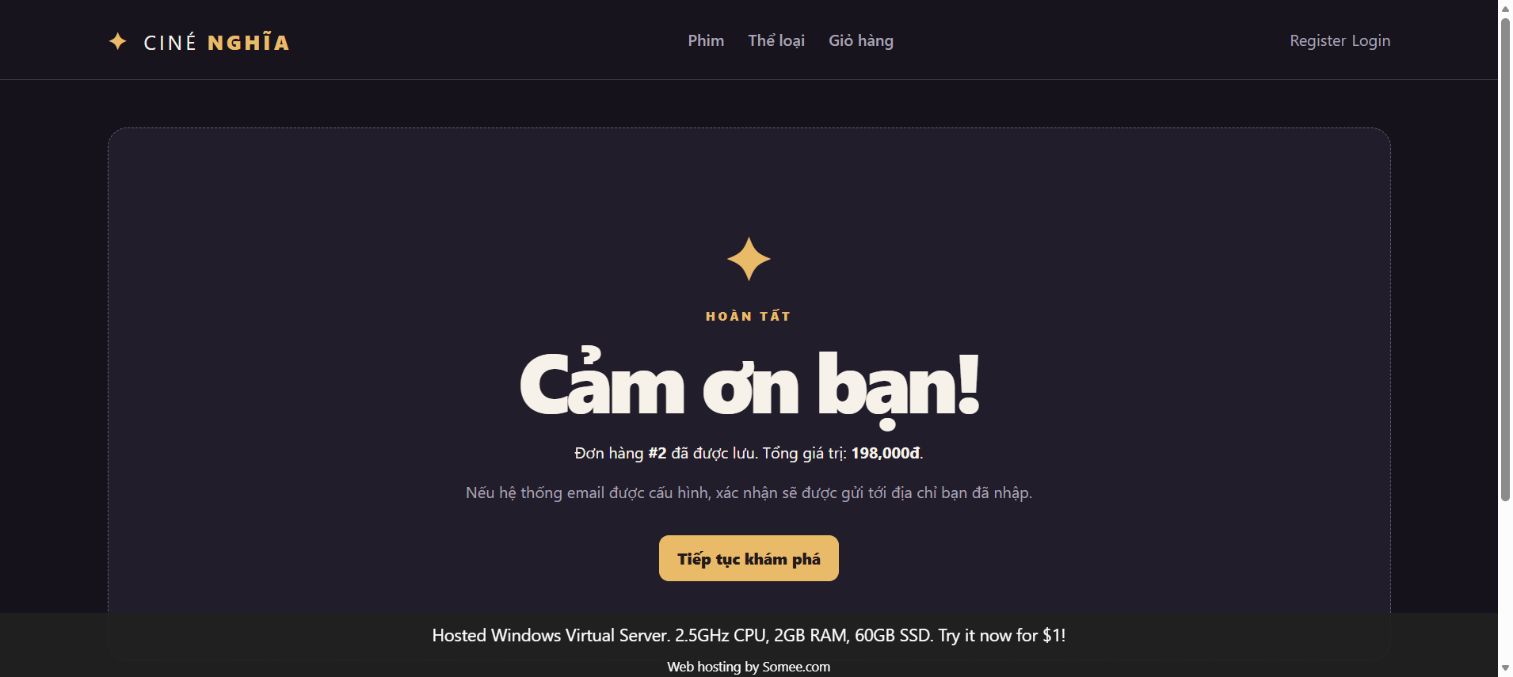 CINÉ NGHĨA
Phim Thể loại Giỏ hàng
Register Login
HOÀN TẤT
Cảm ơn bạn!
Đơn hàng #2 đã được lưu. Tổng giá trị: 198,000đ.
Nếu hệ thống email được cấu hình, xác nhận sẽ được gửi tới địa chỉ bạn đã nhập.
Tiếp tục khám phá
Hosted Windows Virtual Server. 2.5GHz CPU, 2GB RAM, 60GB SSD. Try it now for $1!
Web hosting by Somee.com